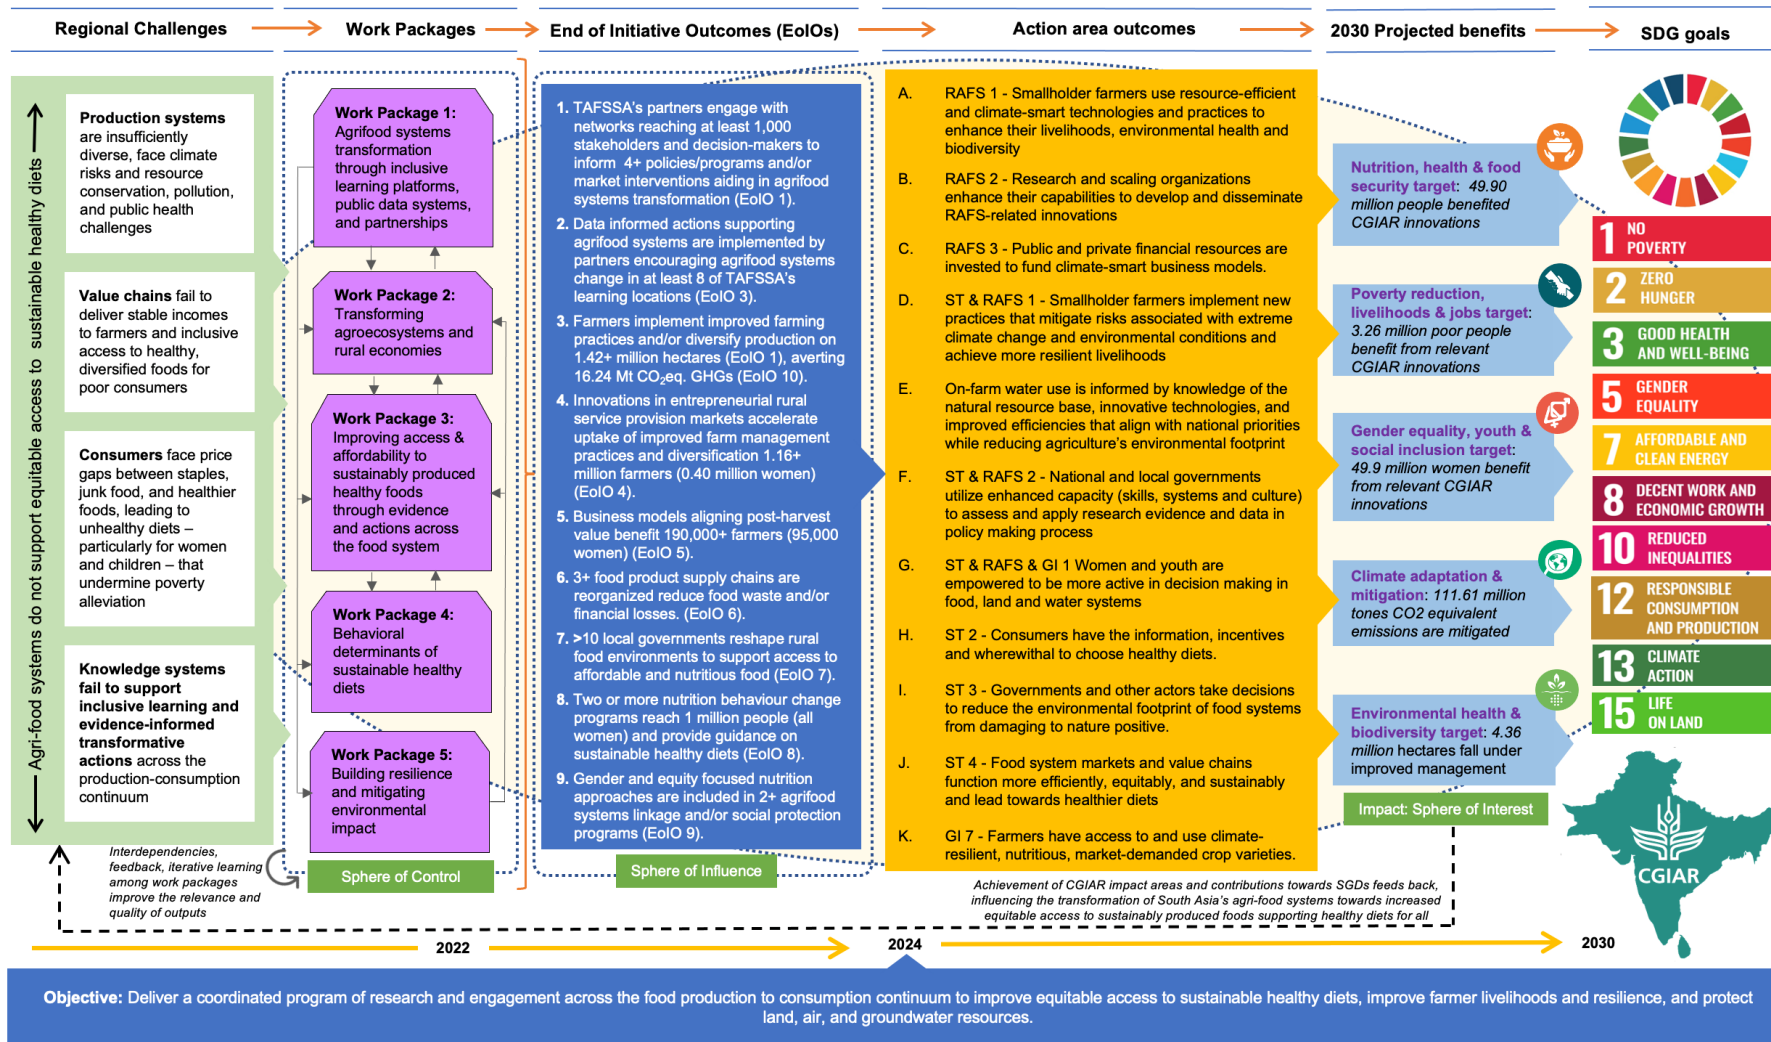 Regional Challenges
Work Packages
End of Initiative Outcomes (EoIOs)
Action area outcomes
2030 Projected benefits
SDG goals
Agri-food systems do not support equitable access to sustainable healthy diets
Production systems
are insufficiently
diverse, face climate
risks and resource
conservation, pollution,
and public health
challenges
Value chains fail to
deliver stable incomes
to farmers and inclusive
access to healthy,
diversified foods for
poor consumers
Consumers face price
gaps between staples,
junk food, and healthier
foods, leading to
unhealthy diets –
particularly for women
and children – that
undermine poverty
alleviation
Knowledge systems
fail to support
inclusive learning and
evidence-informed
transformative
actions across the
production-consumption
continuum
Interdependencies,
feedback, iterative learning
among work packages
improve the relevance and
quality of outputs
Work Package 1:
Agrifood systems
transformation
through inclusive
learning platforms,
public data systems,
and partnerships
Work Package 2:
Transforming
agroecosystems and
rural economies
Work Package 3:
Improving access &
affordability to
sustainably produced
healthy foods
through evidence
and actions across
the food system
Work Package 4:
Behavioral
determinants of
sustainable healthy
diets
Work Package 5:
Building resilience
and mitigating
environmental
impact
Sphere of Control
1. TAFSSA's partners engage with
networks reaching at least 1,000
stakeholders and decision-makers to
inform 4+ policies/programs and/or
market interventions aiding in agrifood
systems transformation (EoIO 1).
2. Data informed actions supporting
agrifood systems are implemented by
partners encouraging agrifood systems
change in at least 8 of TAFSSA's
learning locations (EoIO 3).
3. Farmers implement improved farming
practices and/or diversify production on
1.42+ million hectares (EoIO 1), averting
16.24 Mt CO₂eq. GHGs (EoIO 10).
4. Innovations in entrepreneurial rural
service provision markets accelerate
uptake of improved farm management
practices and diversification 1.16+
million farmers (0.40 million women)
(EoIO 4).
5. Business models aligning post-harvest
value benefit 190,000+ farmers (95,000
women) (EoIO 5).
6. 3+ food product supply chains are
reorganized reduce food waste and/or
financial losses. (EoIO 6).
7. >10 local governments reshape rural
food environments to support access to
affordable and nutritious food (EoIO 7).
8. Two or more nutrition behaviour change
programs reach 1 million people (all
women) and provide guidance on
sustainable healthy diets (EoIO 8).
9. Gender and equity focused nutrition
approaches are included in 2+ agrifood
systems linkage and/or social protection
programs (EoIO 9).
Sphere of Influence
A. RAFS 1 - Smallholder farmers use resource-efficient
and climate-smart technologies and practices to
enhance their livelihoods, environmental health and
biodiversity
B. RAFS 2 - Research and scaling organizations
enhance their capabilities to develop and disseminate
RAFS-related innovations
C. RAFS 3 - Public and private financial resources are
invested to fund climate-smart business models.
D. ST & RAFS 1 - Smallholder farmers implement new
practices that mitigate risks associated with extreme
climate change and environmental conditions and
achieve more resilient livelihoods
E. On-farm water use is informed by knowledge of the
natural resource base, innovative technologies, and
improved efficiencies that align with national priorities
while reducing agriculture's environmental footprint
F. ST & RAFS 2 - National and local governments
utilize enhanced capacity (skills, systems and culture)
to assess and apply research evidence and data in
policy making process
G. ST & RAFS & GI 1 Women and youth are
empowered to be more active in decision making in
food, land and water systems
H. ST 2 - Consumers have the information, incentives
and wherewithal to choose healthy diets.
I. ST 3 - Governments and other actors take decisions
to reduce the environmental footprint of food systems
from damaging to nature positive.
J. ST 4 - Food system markets and value chains
function more efficiently, equitably, and sustainably
and lead towards healthier diets
K. GI 7 - Farmers have access to and use climate-
resilient, nutritious, market-demanded crop varieties.
Nutrition, health & food
security target: 49.90
million people benefited
CGIAR innovations
Poverty reduction,
livelihoods & jobs target:
3.26 million poor people
benefit from relevant
CGIAR innovations
Gender equality, youth &
social inclusion target:
49.9 million women benefit
from relevant CGIAR
innovations
Climate adaptation &
mitigation: 111.61 million
tones CO2 equivalent
emissions are mitigated
Environmental health &
biodiversity target: 4.36
million hectares fall under
improved management
Impact: Sphere of Interest
1 NO
POVERTY
2 ZERO
HUNGER
3 GOOD HEALTH
AND WELL-BEING
5 GENDER
EQUALITY
7 AFFORDABLE AND
CLEAN ENERGY
8 DECENT WORK AND
ECONOMIC GROWTH
10 REDUCED
INEQUALITIES
12 RESPONSIBLE
CONSUMPTION
AND PRODUCTION
13 CLIMATE
ACTION
15 LIFE
ON LAND
CGIAR
Achievement of CGIAR impact areas and contributions towards SGDs feeds back,
influencing the transformation of South Asia's agri-food systems towards increased
equitable access to sustainably produced foods supporting healthy diets for all
2022
2024
2030
Objective: Deliver a coordinated program of research and engagement across the food production to consumption continuum to improve equitable access to sustainable healthy diets, improve farmer livelihoods and resilience, and protect
land, air, and groundwater resources.